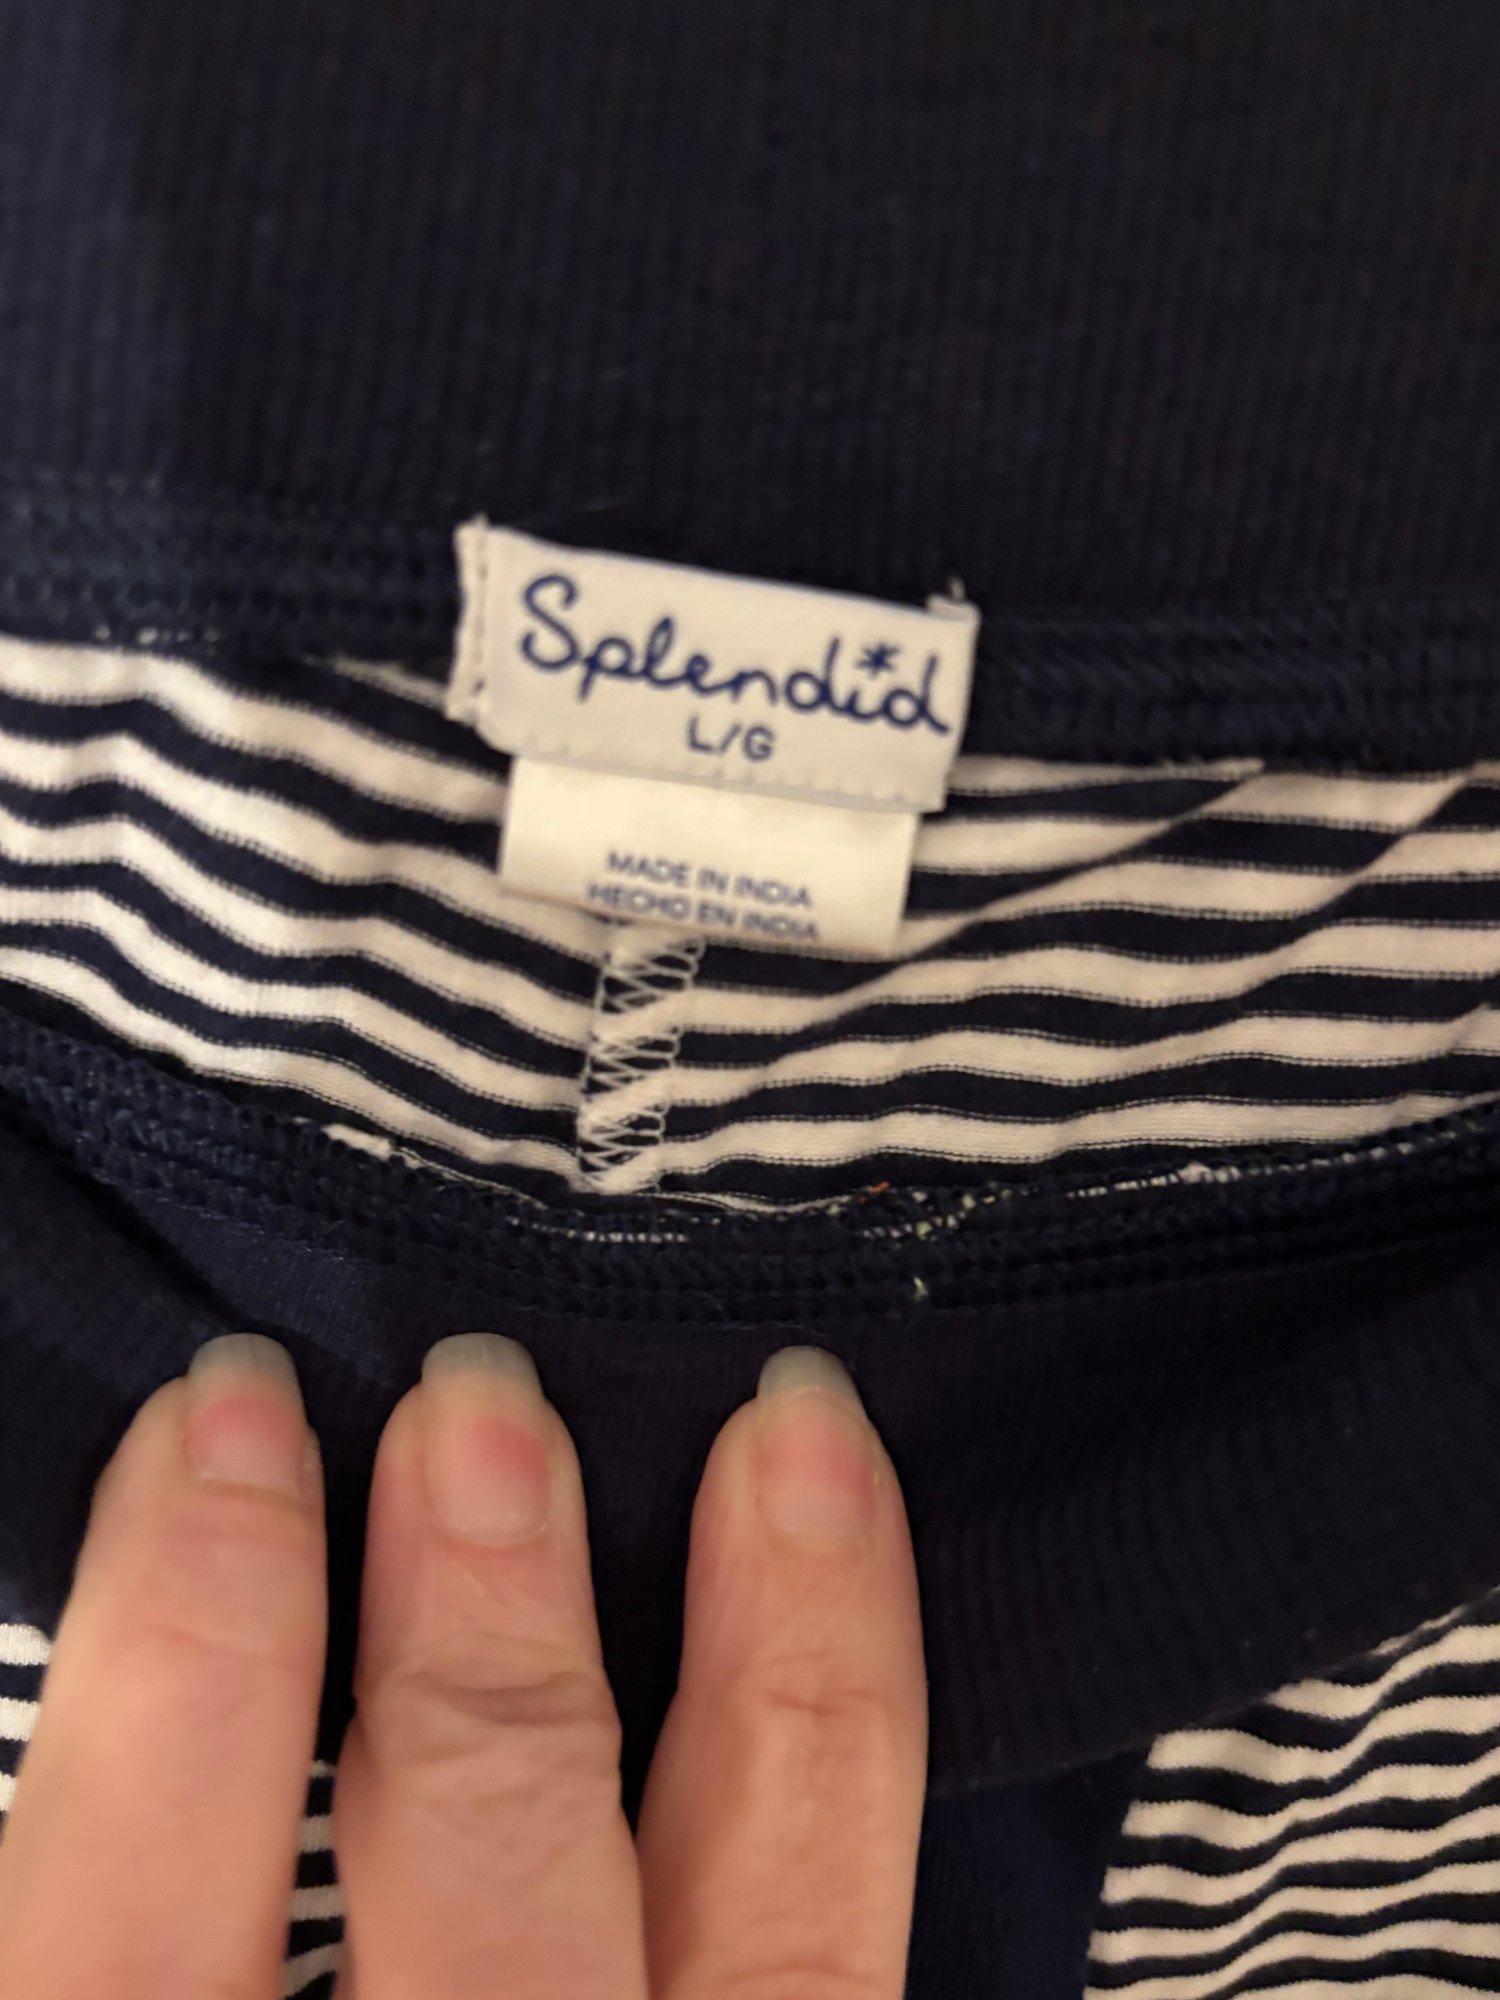 Splendid
L/G
MADE IN INDIA
HECHO EN INDIA